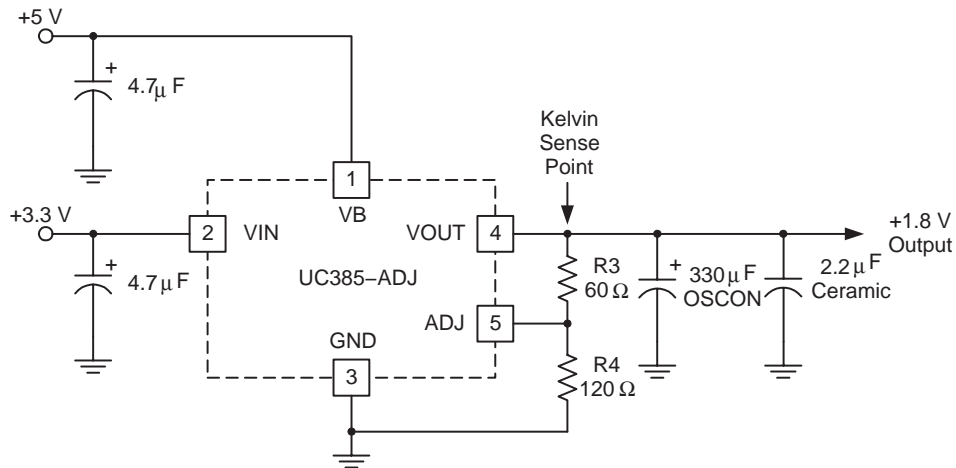 +5 V
+
4.7μ F
Kelvin
Sense
Point
1
VB
+3.3 V
2
VIN
VOUT
4
+1.8 V
Output
+
4.7μ F
UC385–ADJ
R3
60 Ω
+
330μ F
OSCON
2.2μ F
Ceramic
ADJ
5
GND
3
R4
120 Ω